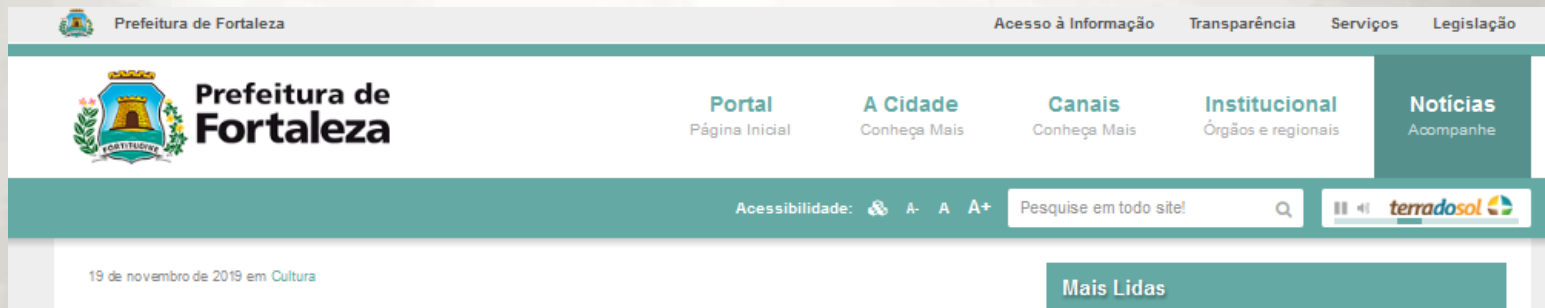 Prefeitura de Fortaleza
Acesso à Informação Transparência Serviços Legislação
Prefeitura de
Fortaleza
FORTITUDINE
Portal
Página Inicial
A Cidade
Conheça Mais
Canais
Conheça Mais
Institucional
Órgãos e regionais
Notícias
Acompanhe
Acessibilidade: A- A A+
Pesquise em todo site!
terradosol
19 de novembro de 2019 em Cultura
Mais Lidas